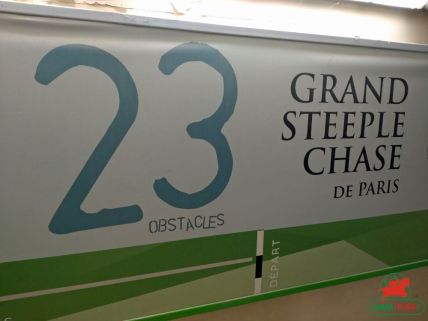 23
OBSTACLES
GRAND
STEEPLE
CHASE
DE PARIS
DÉPART